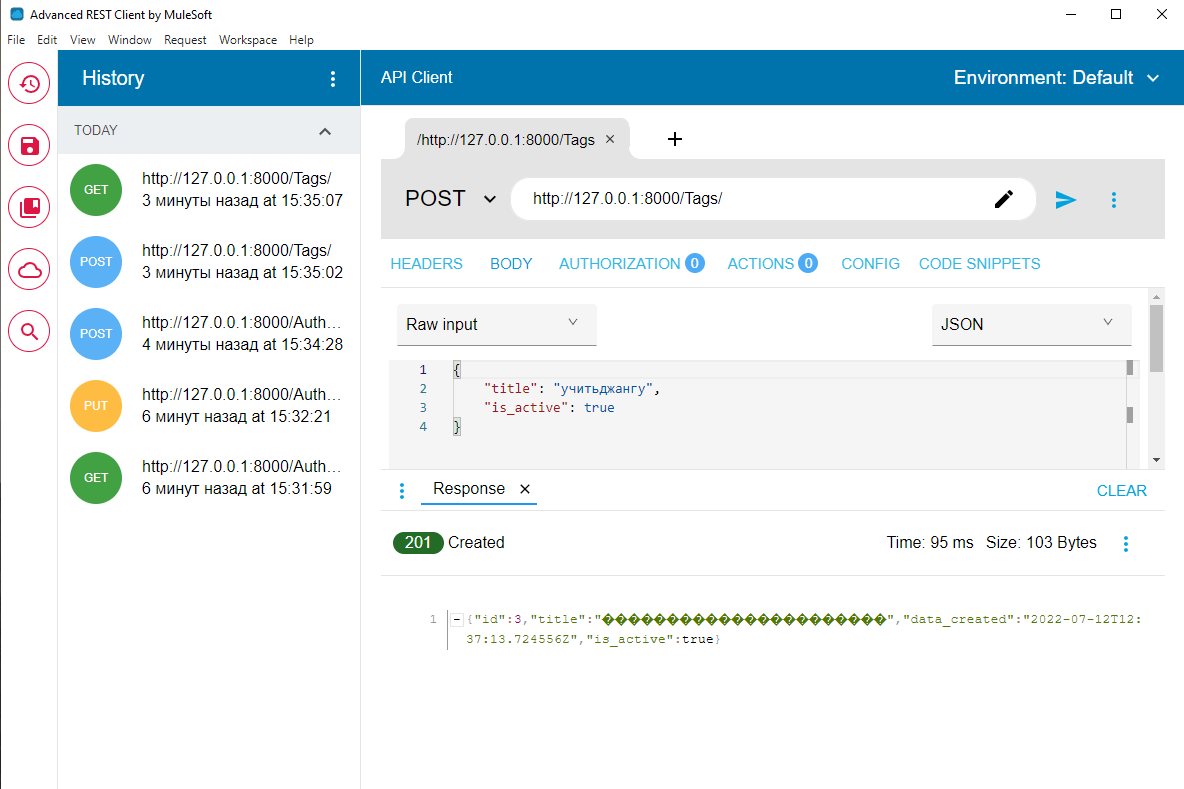 Advanced REST Client by MuleSoft
File Edit View Window Request Workspace Help
History
API Client
Environment: Default
TODAY
GET
http://127.0.0.1:8000/Tags/
3 минуты назад at 15:35:07
POST
http://127.0.0.1:8000/Tags/
3 минуты назад at 15:35:02
POST
http://127.0.0.1:8000/Auth...
4 минуты назад at 15:34:28
PUT
http://127.0.0.1:8000/Auth...
6 минут назад at 15:32:21
GET
http://127.0.0.1:8000/Auth...
6 минут назад at 15:31:59
/http://127.0.0.1:8000/Tags
POST http://127.0.0.1:8000/Tags/
HEADERS BODY AUTHORIZATION 0 ACTIONS 0 CONFIG CODE SNIPPETS
Raw input JSON
1 {
2 "title": "учитьджангу",
3 "is_active": true
4 }
Response CLEAR
201 Created Time: 95 ms Size: 103 Bytes
1 {"id":3,"title":"����������������������","data_created":"2022-07-12T12:
37:13.724556Z","is_active":true}